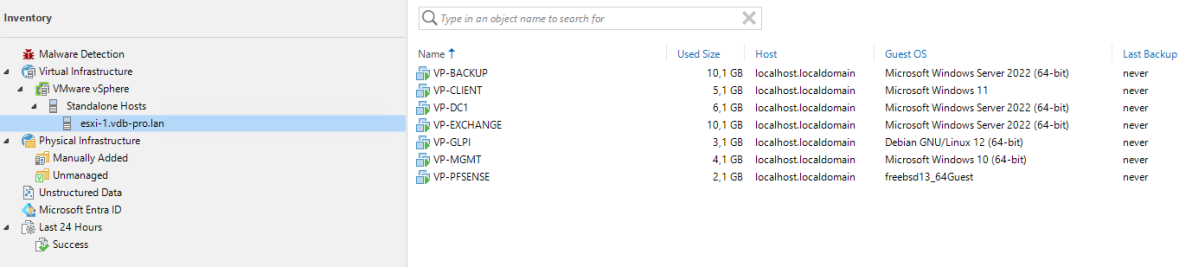 Inventory
Malware Detection
Virtual Infrastructure
VMware vSphere
Standalone Hosts
esxi-1.vdb-pro.lan
Physical Infrastructure
Manually Added
Unmanaged
Unstructured Data
Microsoft Entra ID
Last 24 Hours
Success
Type in an object name to search for
Name Used Size Host Guest OS Last Backup
VP-BACKUP 10,1 GB localhost.localdomain Microsoft Windows Server 2022 (64-bit) never
VP-CLIENT 5,1 GB localhost.localdomain Microsoft Windows 11 never
VP-DC1 6,1 GB localhost.localdomain Microsoft Windows Server 2022 (64-bit) never
VP-EXCHANGE 10,1 GB localhost.localdomain Microsoft Windows Server 2022 (64-bit) never
VP-GLPI 3,1 GB localhost.localdomain Debian GNU/Linux 12 (64-bit) never
VP-MGMT 4,1 GB localhost.localdomain Microsoft Windows 10 (64-bit) never
VP-PFSENSE 2,1 GB localhost.localdomain freebsd13_64Guest never